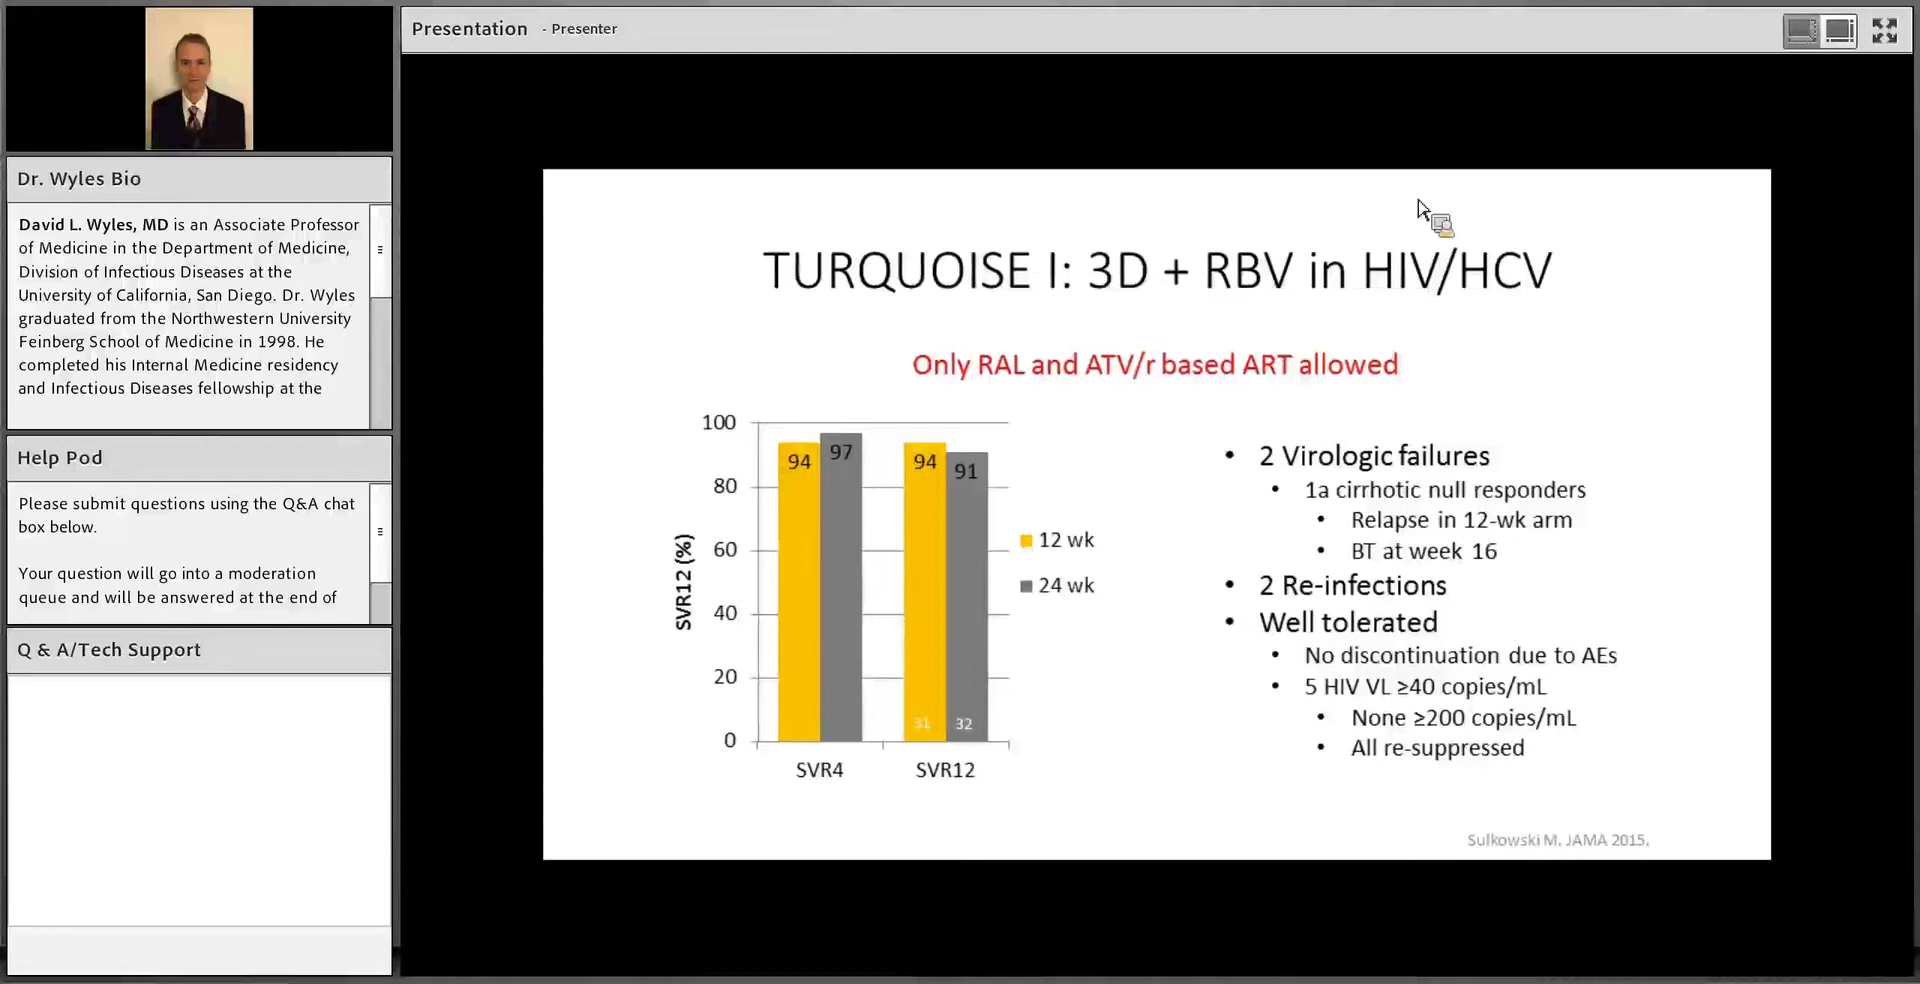 Presentation - Presenter
Dr. Wyles Bio
David L. Wyles, MD is an Associate Professor
of Medicine in the Department of Medicine,
Division of Infectious Diseases at the
University of California, San Diego. Dr. Wyles
graduated from the Northwestern University
Feinberg School of Medicine in 1998. He
completed his Internal Medicine residency
and Infectious Diseases fellowship at the
Help Pod
Please submit questions using the Q&A chat
box below.
Your question will go into a moderation
queue and will be answered at the end of
Q & A/Tech Support
TURQUOISE I: 3D + RBV in HIV/HCV
Only RAL and ATV/r based ART allowed
SVR12 (%)
100
80
60
40
20
0
94
97
94
91
31
32
SVR4
SVR12
12 wk
24 wk
• 2 Virologic failures
• 1a cirrhotic null responders
• Relapse in 12-wk arm
• BT at week 16
• 2 Re-infections
• Well tolerated
• No discontinuation due to AEs
• 5 HIV VL ≥40 copies/mL
• None ≥200 copies/mL
• All re-suppressed
Sulkowski M. JAMA 2015.